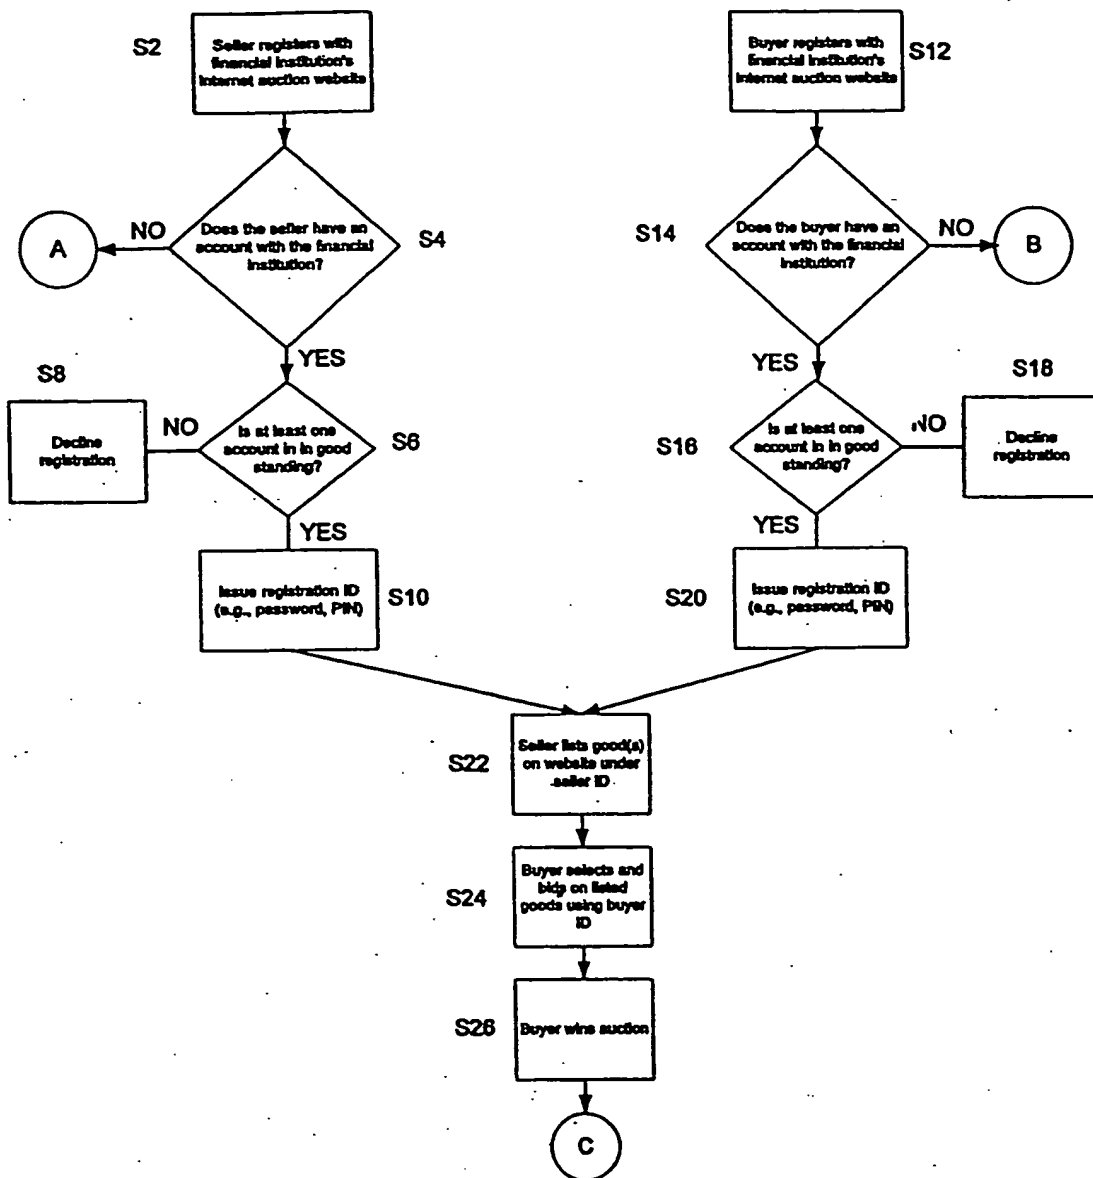 S2
Seller registers with
financial institution's
internet auction website
Buyer registers with
financial institution's
internet auction website
S12
A
NO
Does the seller have an
account with the financial
institution?
S4
S14
Does the buyer have an
account with the financial
institution?
NO
B
YES
YES
S8
Decline
registration
NO
Is at least one
account in in good
standing?
S6
S16
Is at least one
account in in good
standing?
NO
S18
Decline
registration
YES
YES
Issue registration ID
(e.g., password, PIN)
S10
S20
Issue registration ID
(e.g., password, PIN)
S22
Seller lists good(s)
on website under
seller ID
S24
Buyer selects and
bids on listed
goods using buyer
ID
S26
Buyer wins auction
C